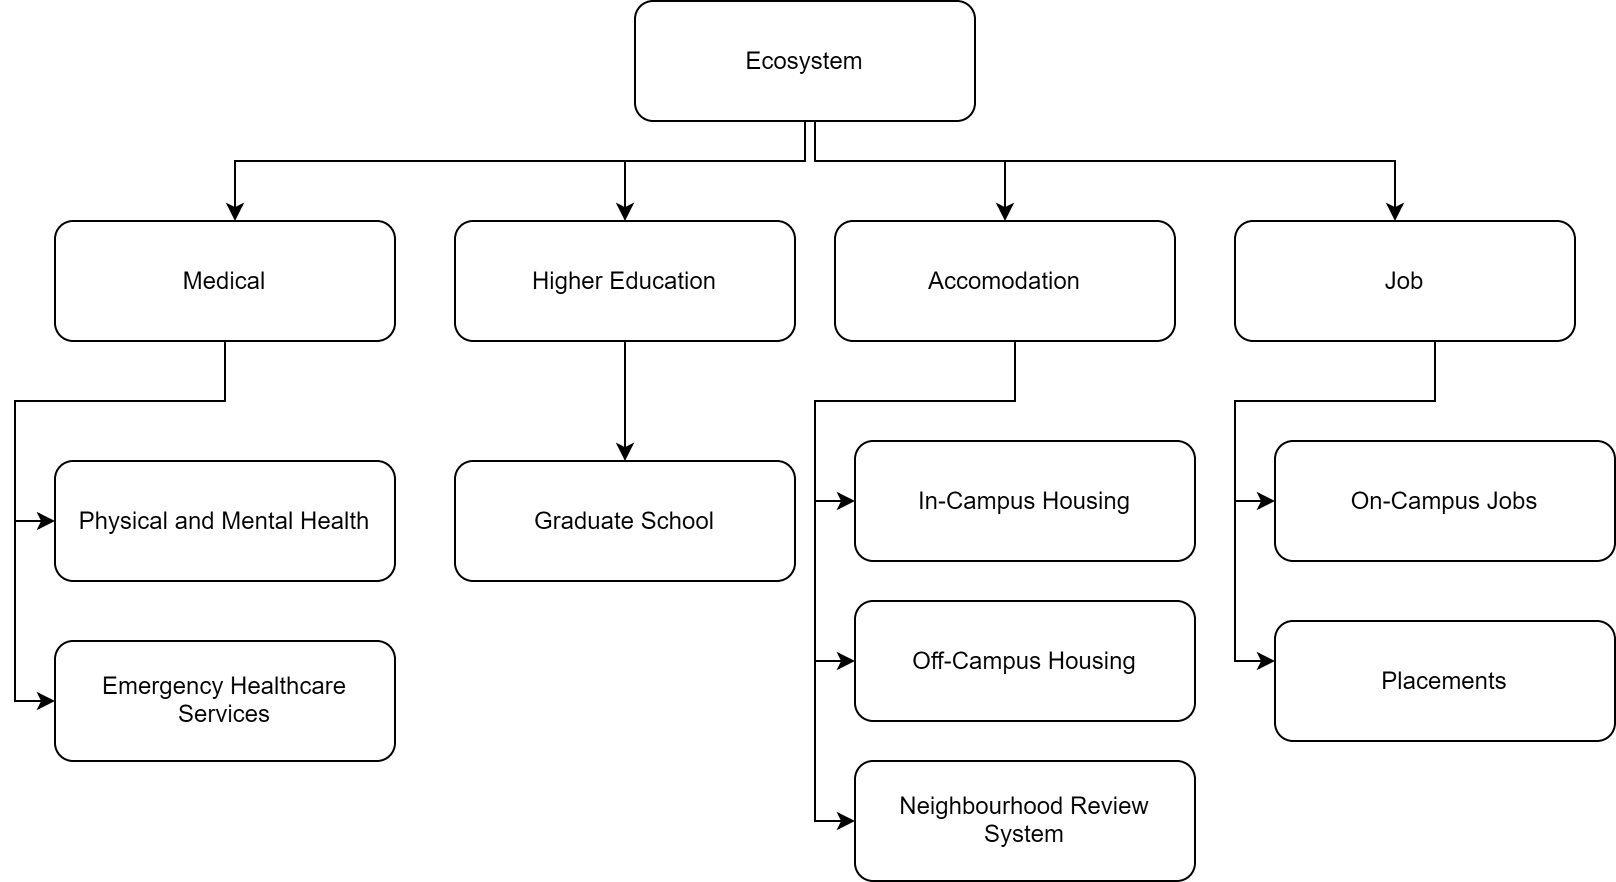 Ecosystem
Medical
Higher Education
Accomodation
Job
Physical and Mental Health
Emergency Healthcare
Services
Graduate School
In-Campus Housing
Off-Campus Housing
Neighbourhood Review
System
On-Campus Jobs
Placements